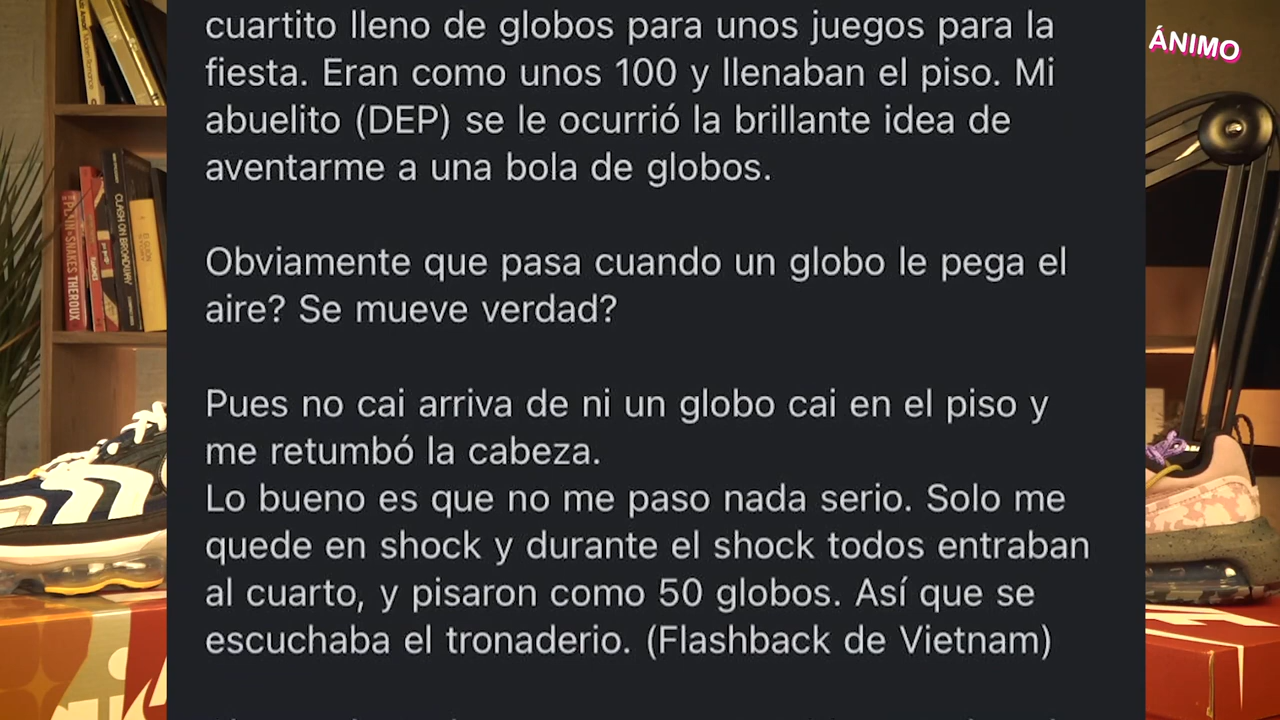 cuartito lleno de globos para unos juegos para la
fiesta. Eran como unos 100 y llenaban el piso. Mi
abuelito (DEP) se le ocurrió la brillante idea de
aventarme a una bola de globos.
Obviamente que pasa cuando un globo le pega el
aire? Se mueve verdad?
Pues no cai arriva de ni un globo cai en el piso y
me retumbó la cabeza.
Lo bueno es que no me paso nada serio. Solo me
quede en shock y durante el shock todos entraban
al cuarto, y pisaron como 50 globos. Así que se
escuchaba el tronaderio. (Flashback de Vietnam)
ÁNIMO
PLAIN-SNAKES THEROUX
CLASH ON BROADWAY